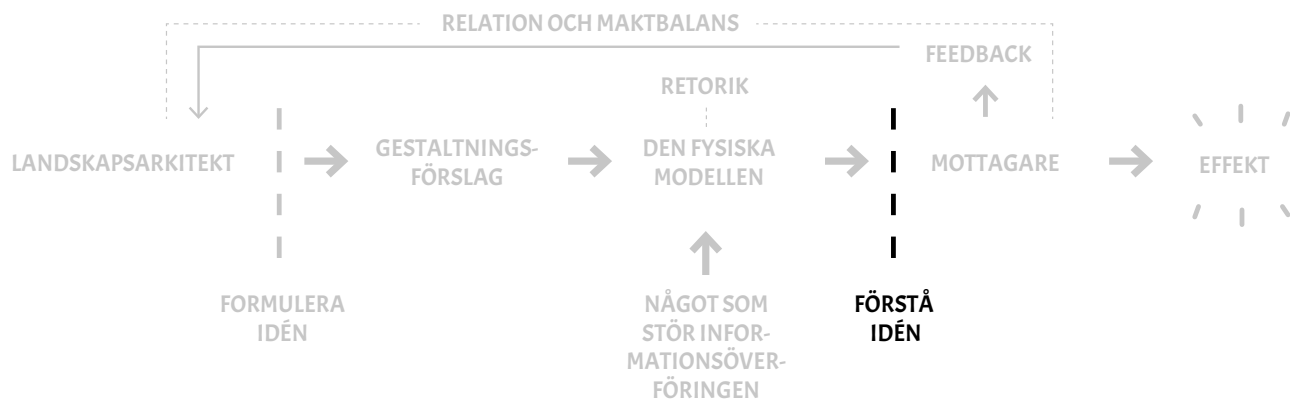 RELATION OCH MAKTBALANS
FEEDBACK
RETORIK
LANDSKAPSARKITEKT
GESTALTNINGS-
FÖRSLAG
DEN FYSISKA
MODELLEN
MOTTAGARE
EFFEKT
FORMULERA
IDÉN
NÅGOT SOM
STÖR INFOR-
MATIONSÖVER-
FÖRINGEN
FÖRSTÅ
IDÉN